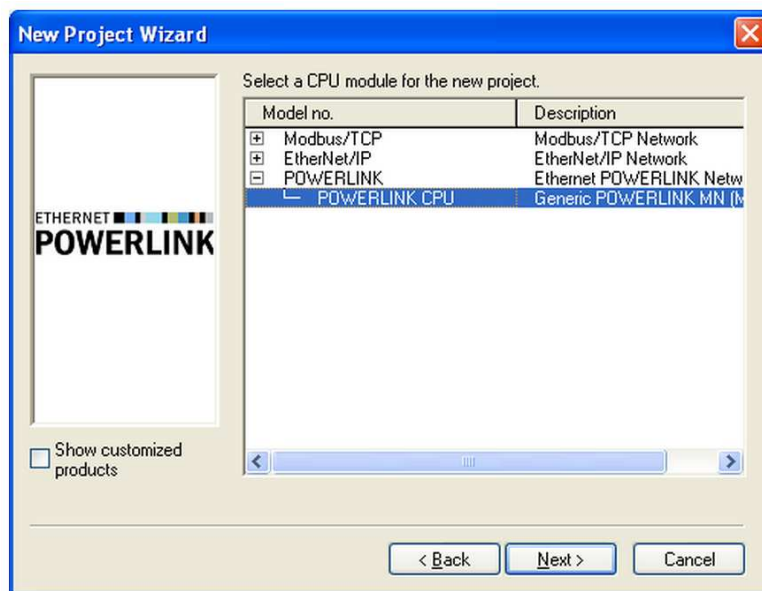 New Project Wizard
Select a CPU module for the new project.
Model no. Description
Modbus/TCP Modbus/TCP Network
EtherNet/IP EtherNet/IP Network
POWERLINK Ethernet POWERLINK Netw
POWERLINK CPU Generic POWERLINK MN (M
ETHERNET
POWERLINK
Show customized
products
< Back Next > Cancel